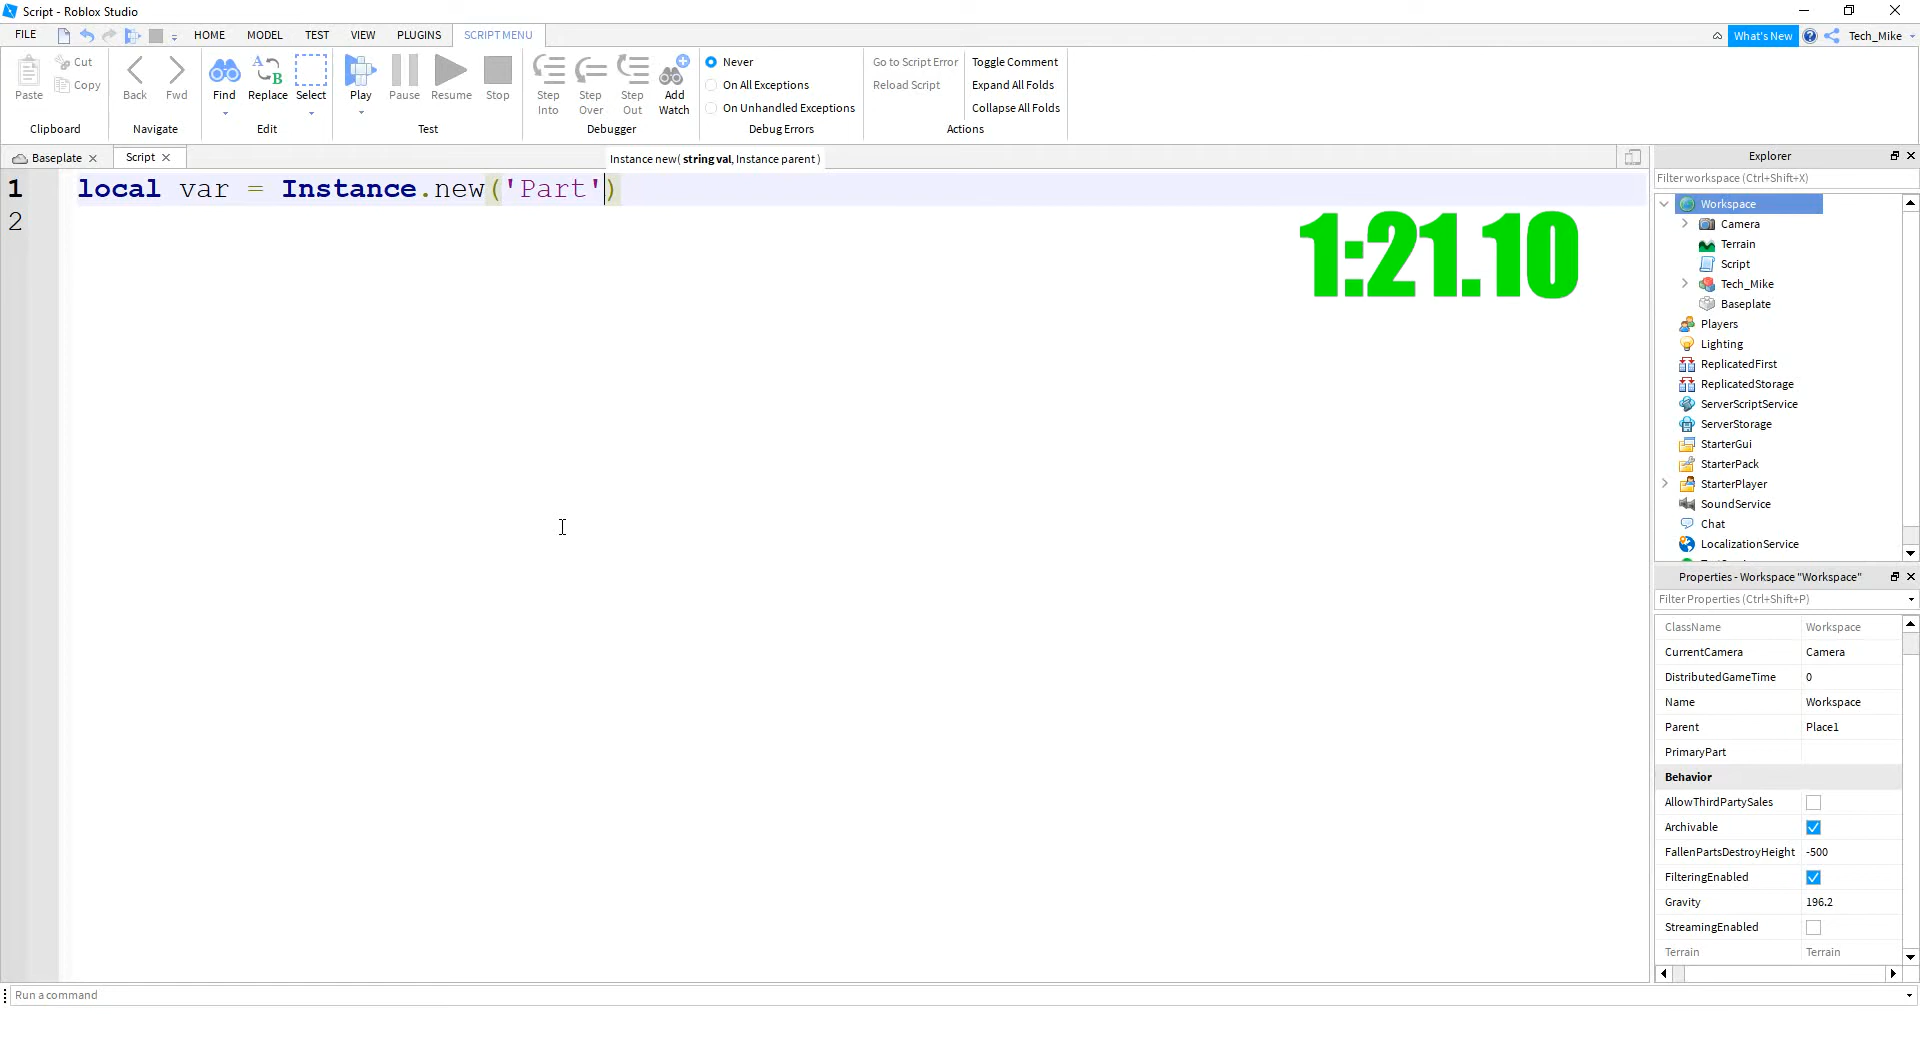 Script - Roblox Studio
FILE HOME MODEL TEST VIEW PLUGINS SCRIPT MENU What's New Tech_Mike
Paste Cut Copy
Clipboard
Back Fwd
Navigate
Find Replace Select
Edit
Play Pause Resume Stop
Test
Step Into Step Over Step Out Add Watch
Debugger
Never
On All Exceptions
On Unhandled Exceptions
Debug Errors
Go to Script Error Toggle Comment
Reload Script Expand All Folds
Collapse All Folds
Actions
Baseplate Script
Instance new( string val, Instance parent )
1 local var = Instance.new('Part')
2
1:21.10
Explorer
Filter workspace (Ctrl+Shift+X)
Workspace
Camera
Terrain
Script
Tech_Mike
Baseplate
Players
Lighting
ReplicatedFirst
ReplicatedStorage
ServerScriptService
ServerStorage
StarterGui
StarterPack
StarterPlayer
SoundService
Chat
LocalizationService
Properties - Workspace "Workspace"
Filter Properties (Ctrl+Shift+P)
ClassName Workspace
CurrentCamera Camera
DistributedGameTime 0
Name Workspace
Parent Place1
PrimaryPart
Behavior
AllowThirdPartySales
Archivable
FallenPartsDestroyHeight -500
FilteringEnabled
Gravity 196.2
StreamingEnabled
Terrain Terrain
Run a command